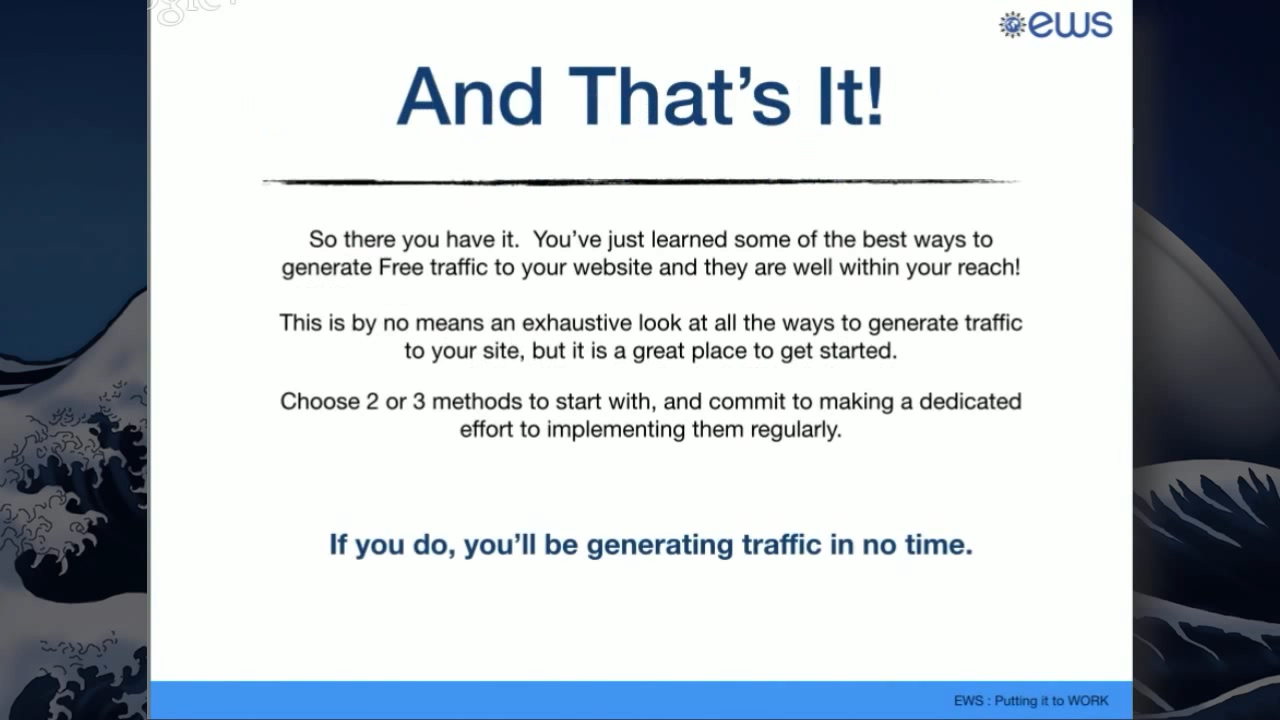 ews
And That's It!
So there you have it.  You've just learned some of the best ways to
generate Free traffic to your website and they are well within your reach!
This is by no means an exhaustive look at all the ways to generate traffic
to your site, but it is a great place to get started.
Choose 2 or 3 methods to start with, and commit to making a dedicated
effort to implementing them regularly.
If you do, you'll be generating traffic in no time.
EWS : Putting it to WORK